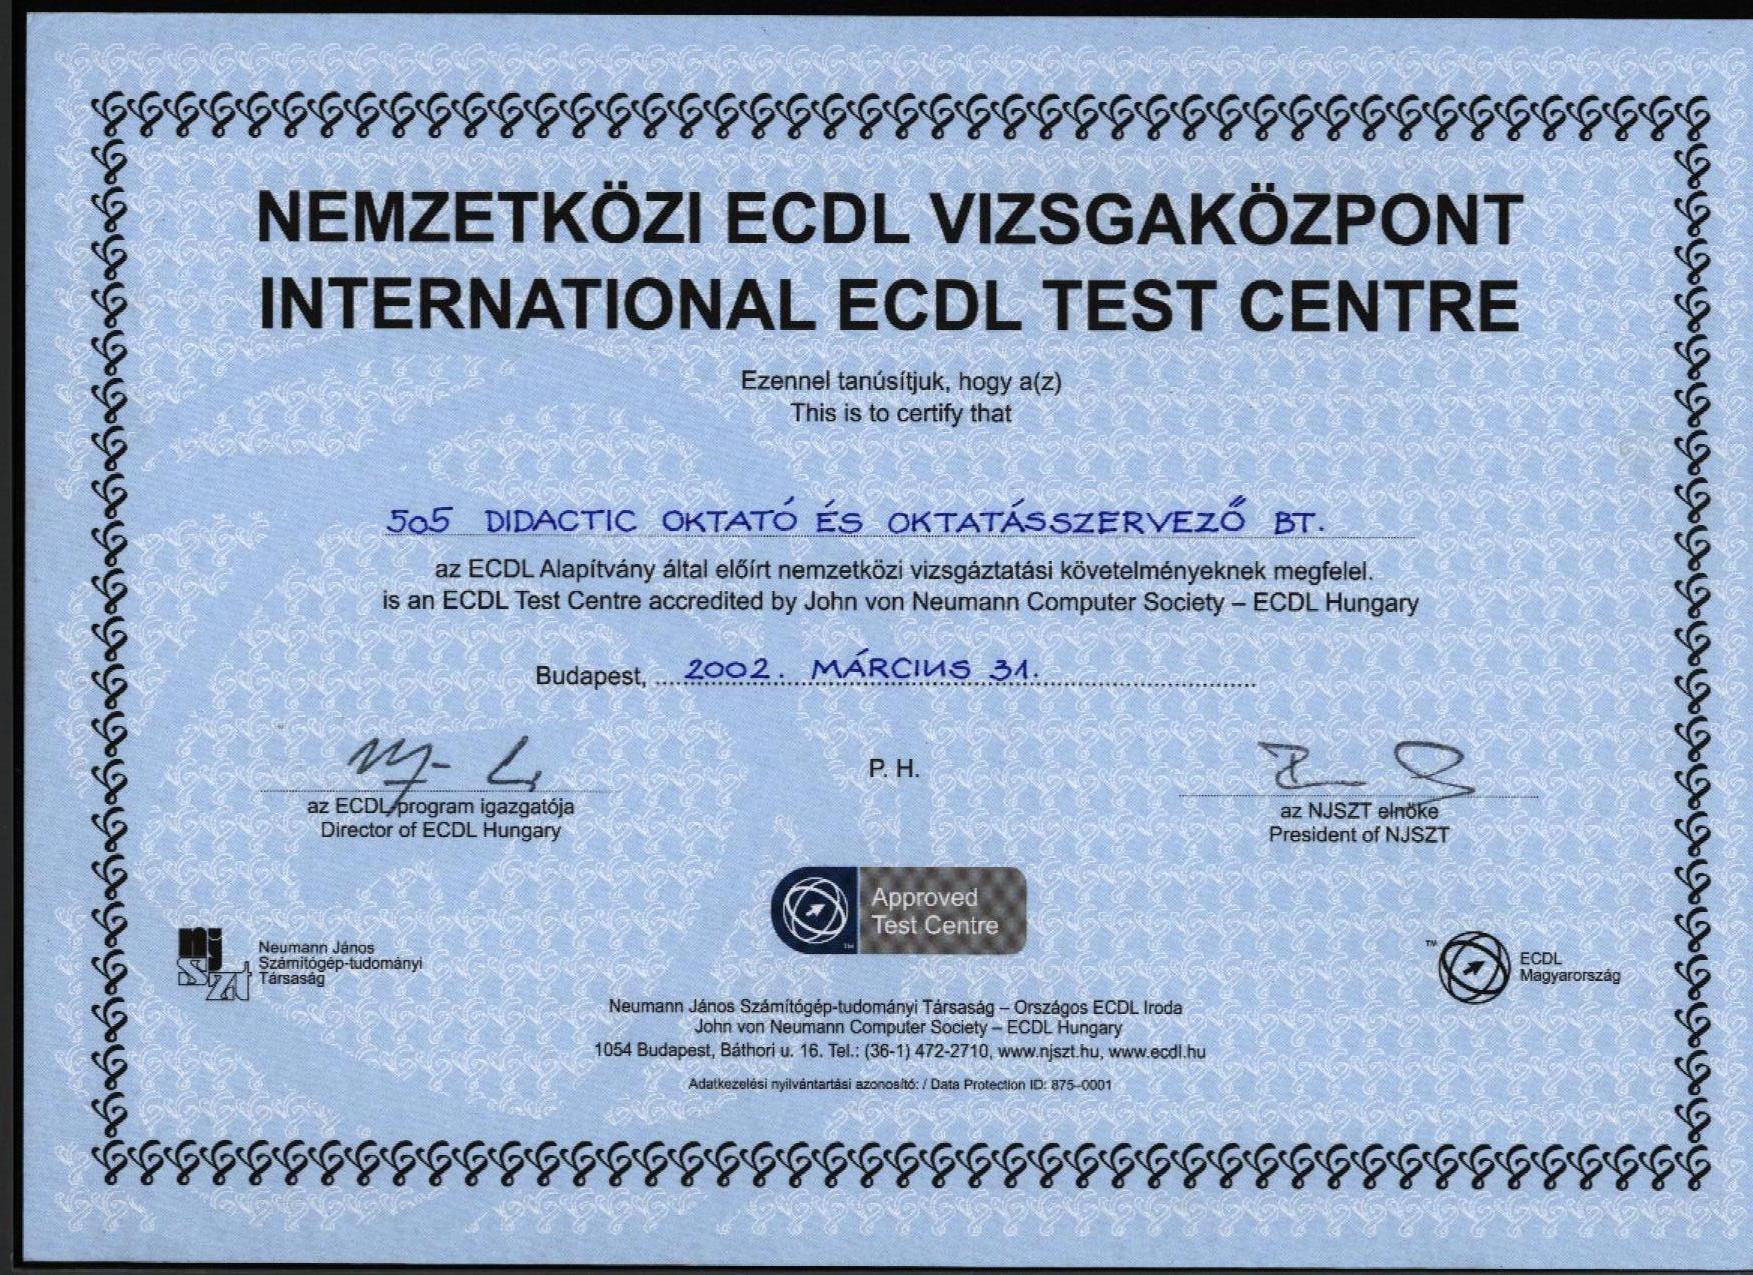 NEMZETKÖZI ECDL VIZSGAKÖZPONT
INTERNATIONAL ECDL TEST CENTRE
Ezennel tanúsítjuk, hogy a(z)
This is to certify that
505 DIDACTIC OKTATÓ ÉS OKTATÁSSZERVEZŐ BT.
az ECDL Alapítvány által előírt nemzetközi vizsgáztatási követelményeknek megfelel.
is an ECDL Test Centre accredited by John von Neumann Computer Society – ECDL Hungary
Budapest, 2002. MÁRCIUS 31.
P. H.
az ECDL program igazgatója
Director of ECDL Hungary
az NJSZT elnöke
President of NJSZT
Approved
Test Centre
TM
nj
szt
Neumann János
Számítógép-tudományi
Társaság
TM
ECDL
Magyarország
Neumann János Számítógép-tudományi Társaság – Országos ECDL Iroda
John von Neumann Computer Society – ECDL Hungary
1054 Budapest, Báthori u. 16. Tel.: (36-1) 472-2710, www.njszt.hu, www.ecdl.hu
Adatkezelési nyilvántartási azonosító: / Data Protection ID: 875-0001